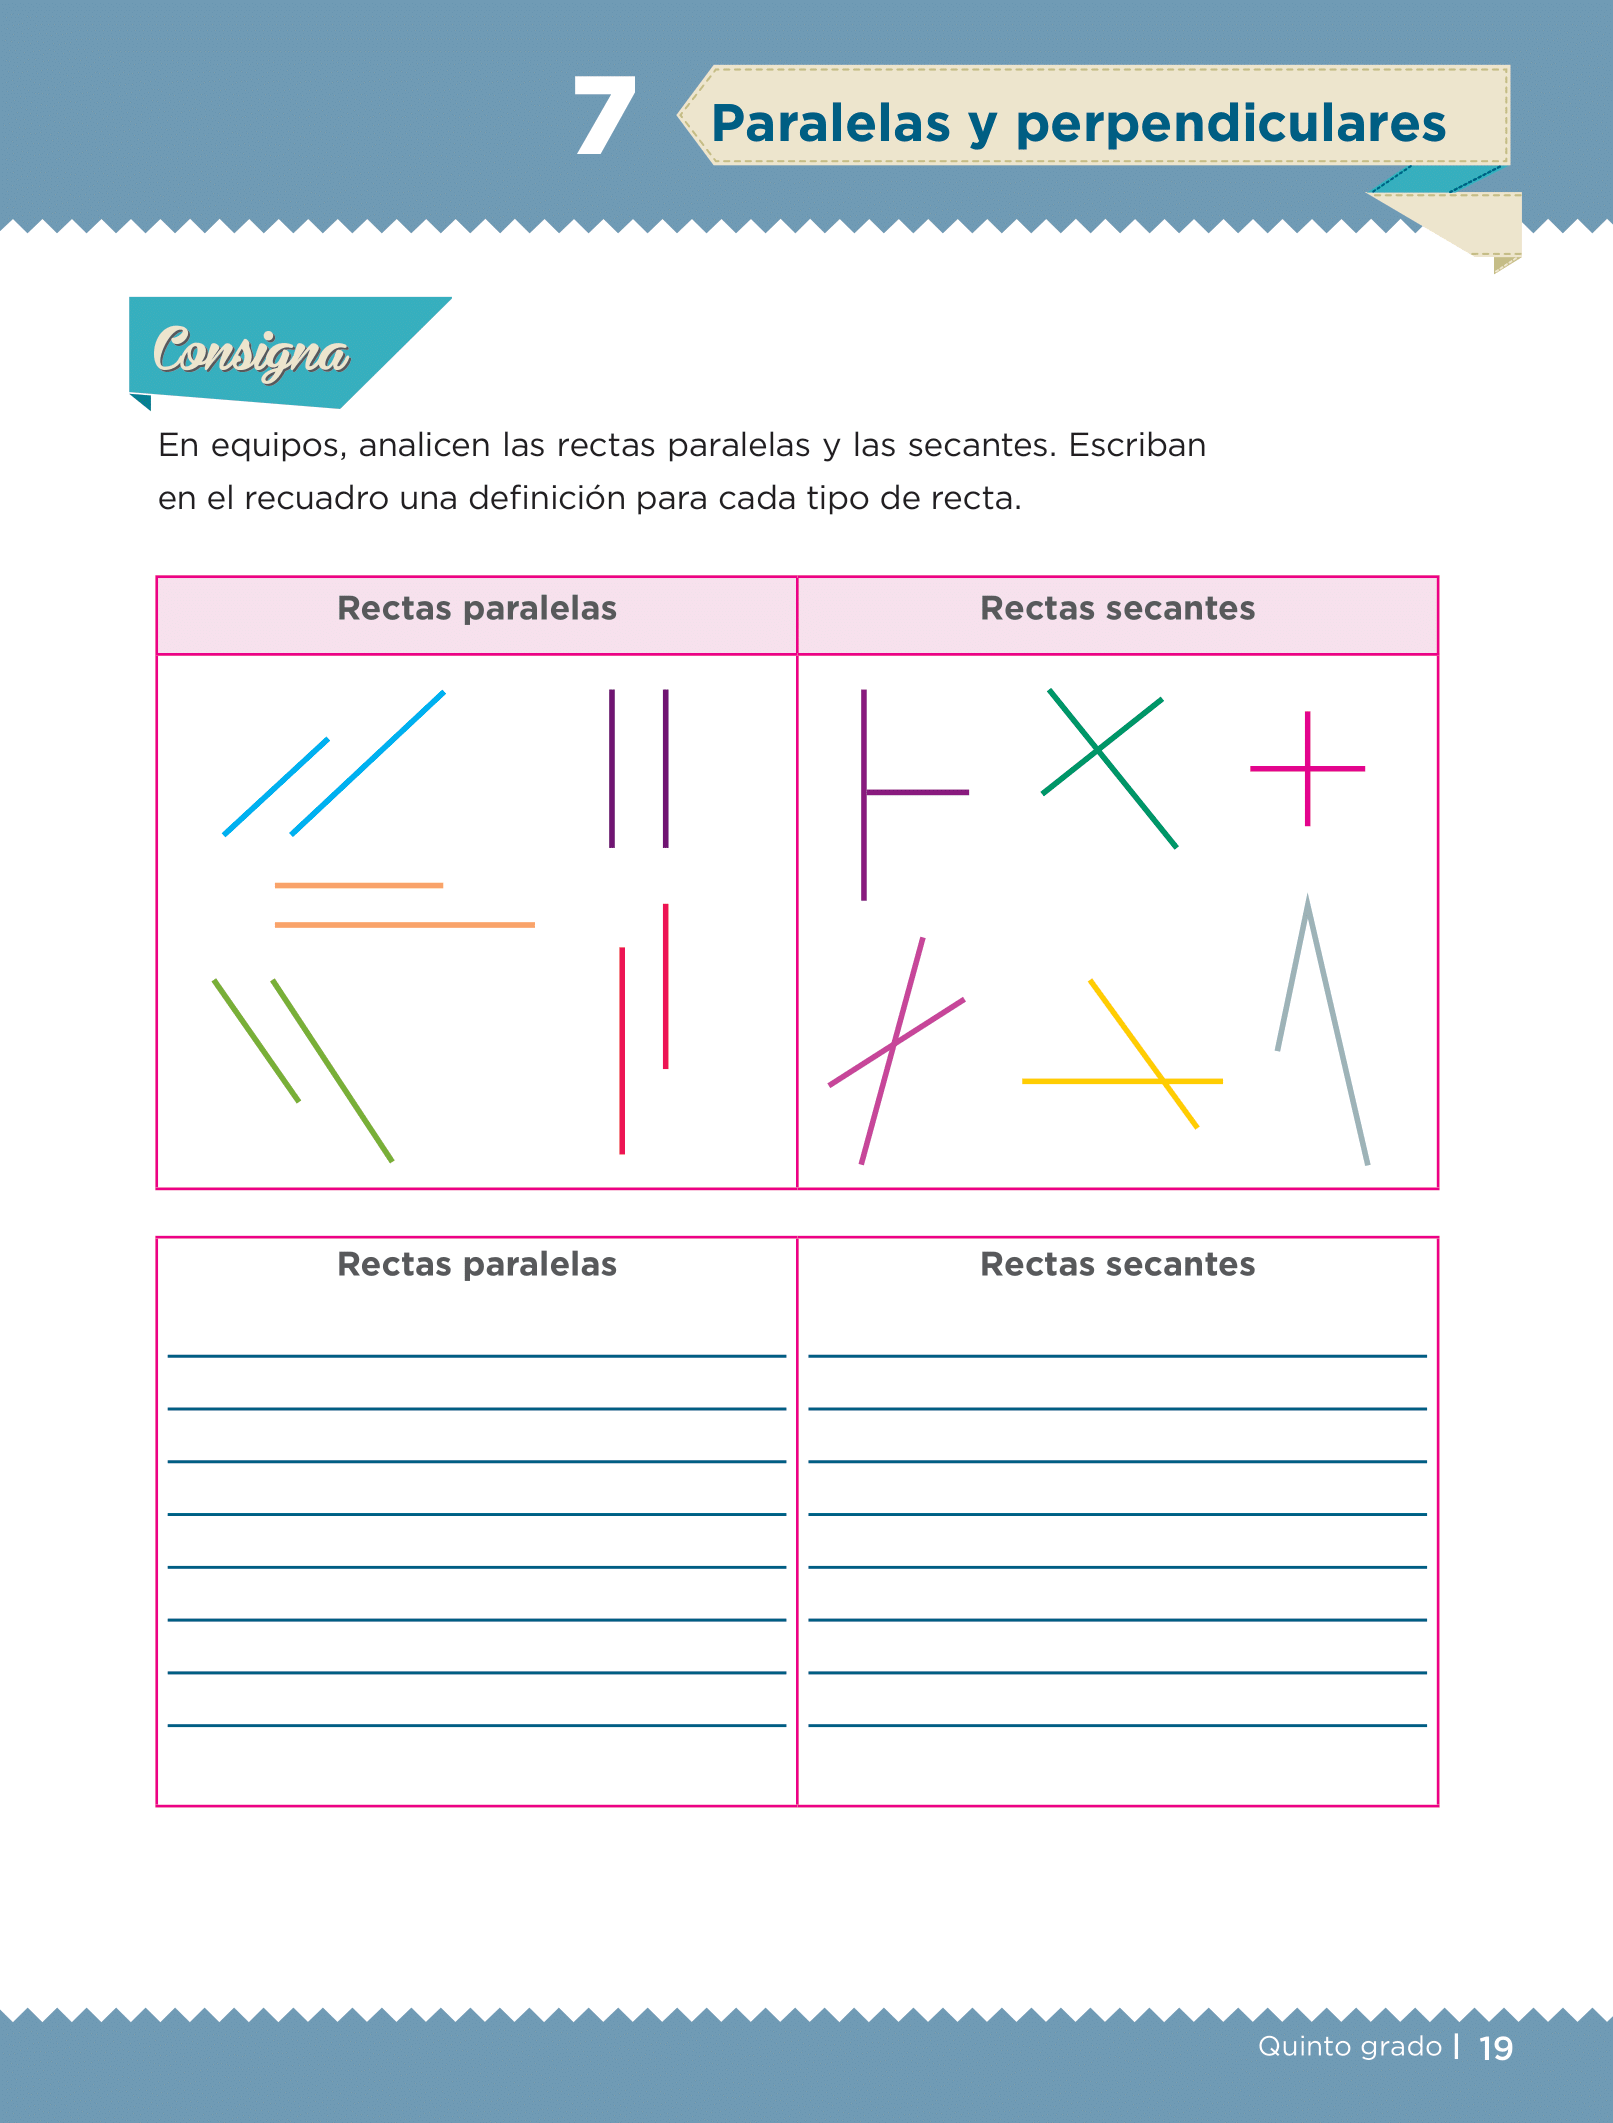 7
Paralelas y perpendiculares
Consigna
En equipos, analicen las rectas paralelas y las secantes. Escriban
en el recuadro una definición para cada tipo de recta.
Rectas paralelas
Rectas secantes
Rectas paralelas
Rectas secantes
Quinto grado | 19